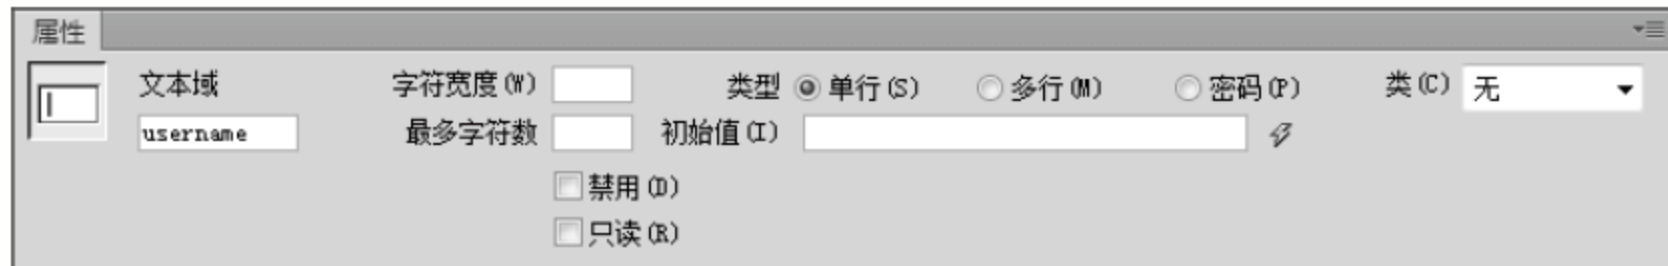 属性
文本域 字符宽度(W) 类型 单行(S) 多行(M) 密码(P) 类(C) 无
username 最多字符数 初始值(I)
禁用(D)
只读(R)